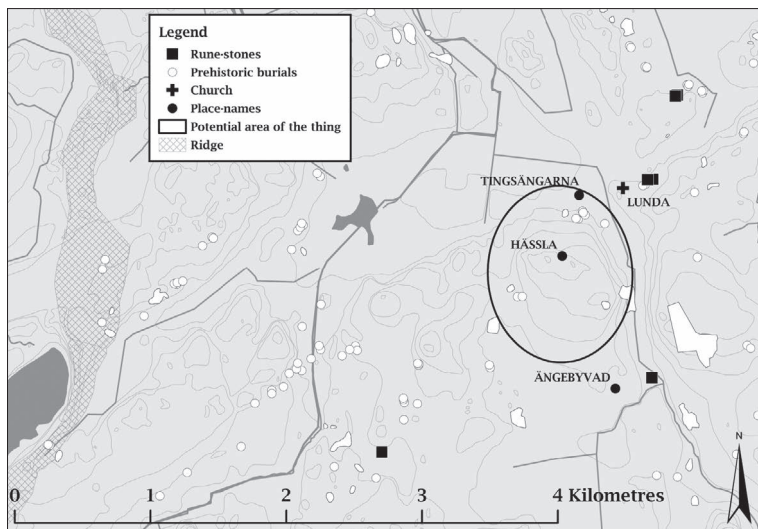 Legend
Rune-stones
Prehistoric burials
Church
Place-names
Potential area of the thing
Ridge
TINGSÄNGARNA
LUNDA
HÄSSLA
ÄNGEBYVAD
N
0 1 2 3 4 Kilometres